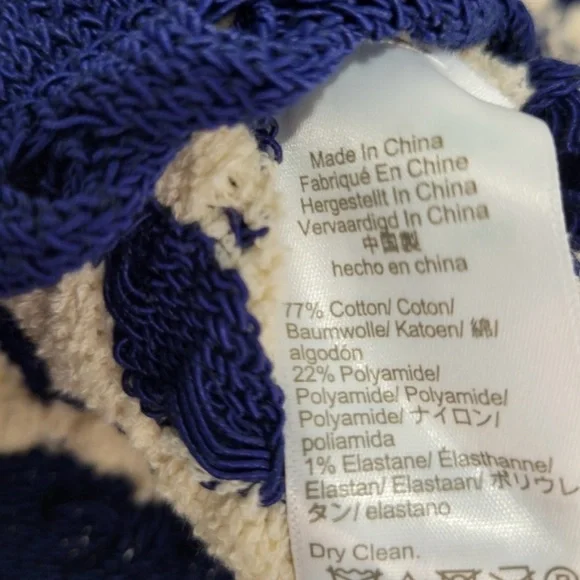 Made In China
Fabriqué En Chine
Hergestellt In China
Vervaardigd In China
中国製
hecho en china
77% Cotton/ Coton/
Baumwolle/ Katoen/ 綿/
algodón
22% Polyamide/
Polyamide/ Polyamide/
Polyamide/ ナイロン/
poliamida
1% Elastane/ Élasthanne/
Elastan/ Elastaan/ ポリウレ
タン/ elastano
Dry Clean.